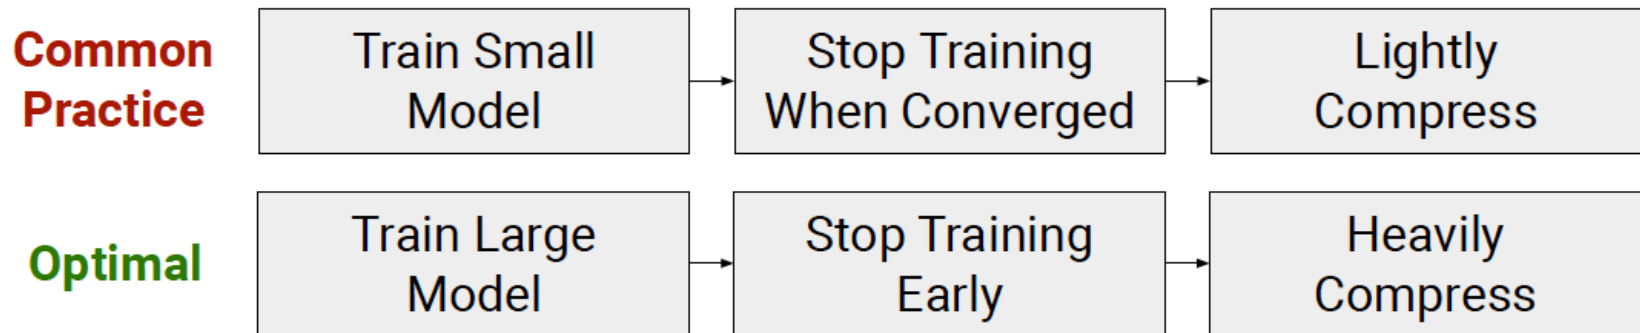 Common
Practice
Train Small
Model
Stop Training
When Converged
Lightly
Compress
Optimal
Train Large
Model
Stop Training
Early
Heavily
Compress